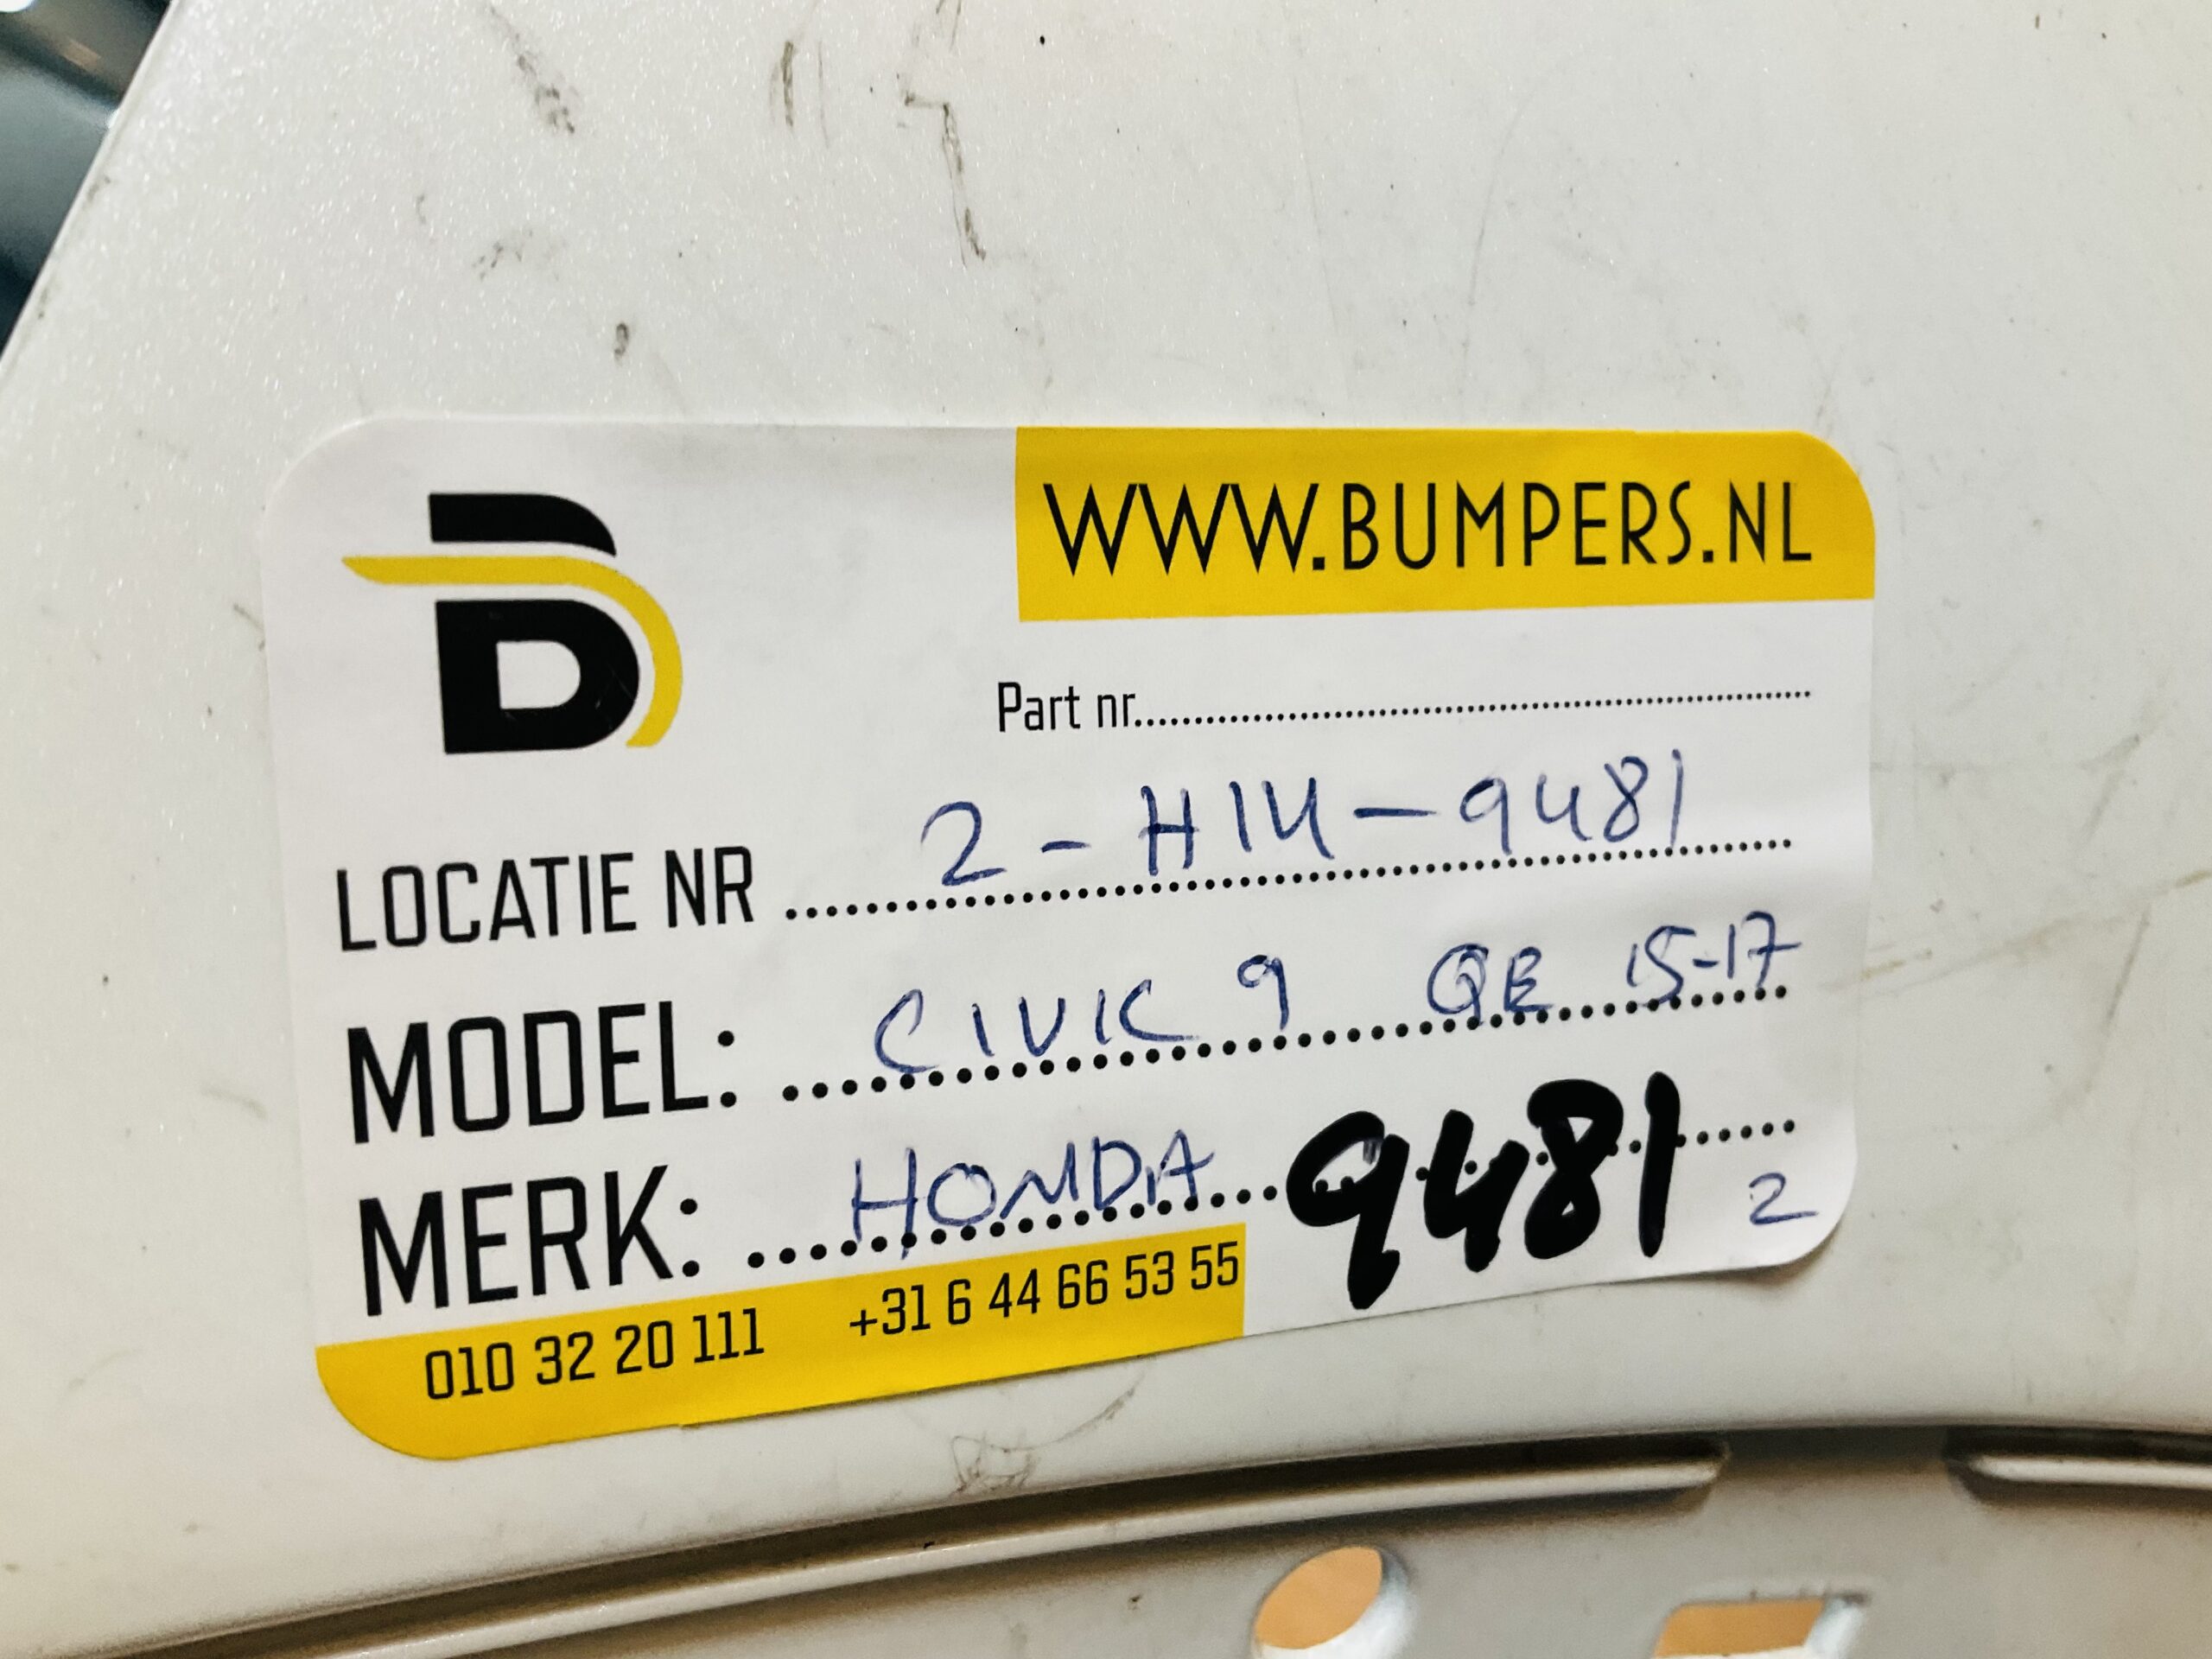 B
WWW.BUMPERS.NL
Part nr.......................................................
LOCATIE NR ........ 2 - H14 - 9481
MODEL: ........ CIVIC 9 QE 15-17
MERK: ........ HONDA 9481 2
010 32 20 111 +31 6 44 66 53 55